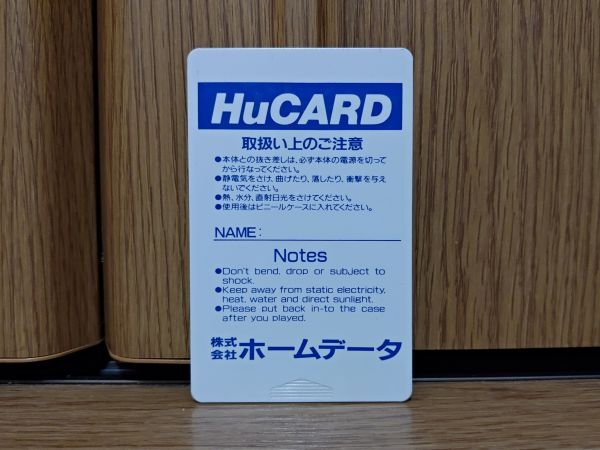 HuCARD
取扱い上のご注意
●本体との抜き差しは、必ず本体の電源を切って
から行なってください。
●静電気をさけ、曲げたり、落したり、衝撃を与え
ないでください。
●熱、水分、直射日光をさけてください。
●使用後はビニールケースに入れてください。
NAME:
Notes
●Don't bend, drop or subject to
shock.
●Keep away from static electricity,
heat, water and direct sunlight.
●Please put back in-to the case
after you played.
株式会社 ホームデータ